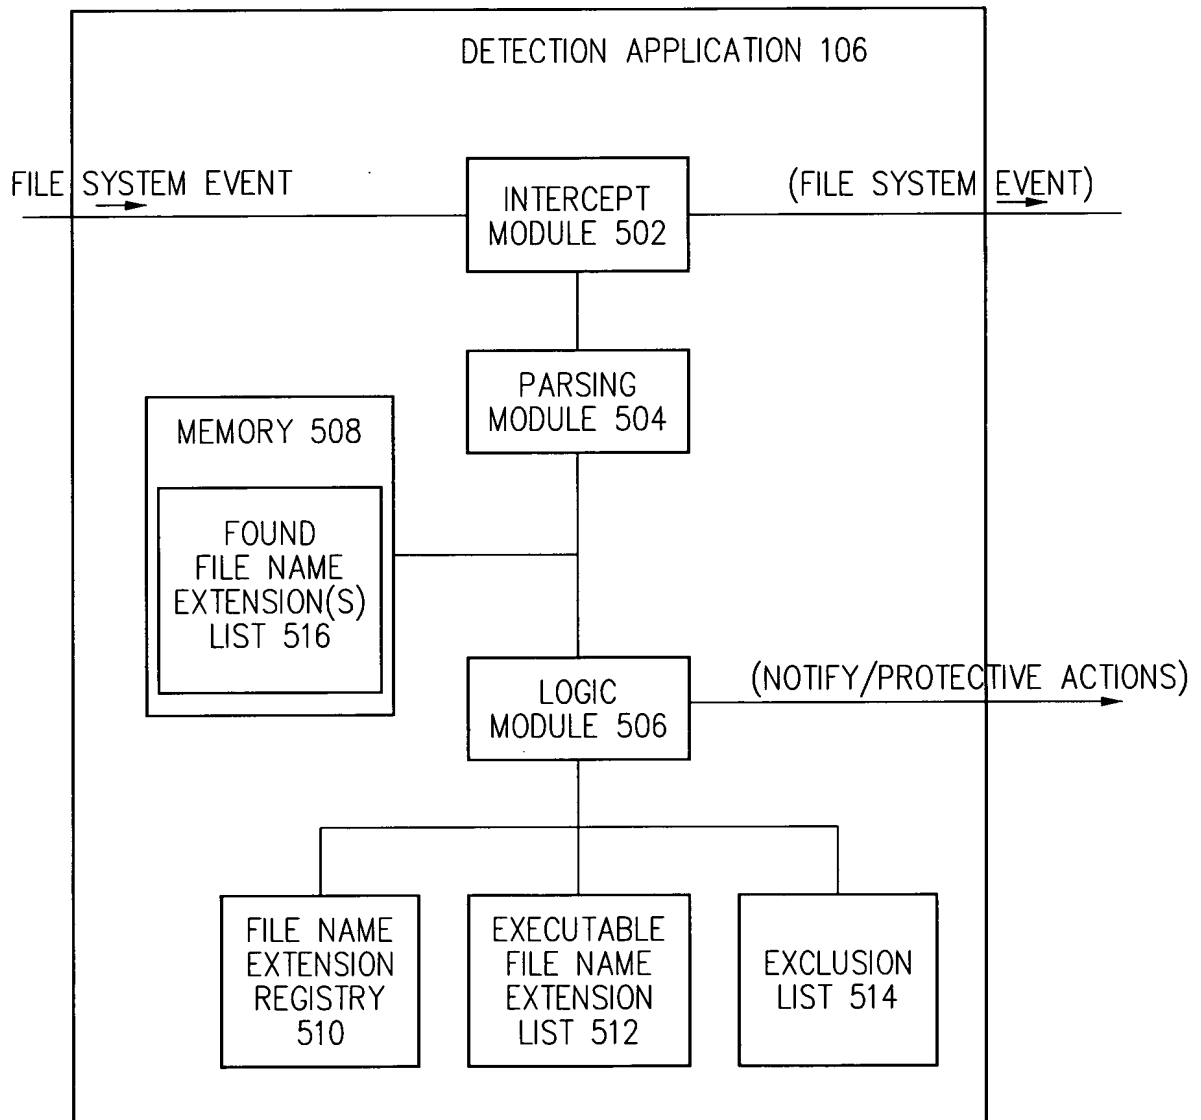 DETECTION APPLICATION 106
FILE SYSTEM EVENT
INTERCEPT
MODULE 502
(FILE SYSTEM EVENT)
PARSING
MODULE 504
MEMORY 508
FOUND
FILE NAME
EXTENSION(S)
LIST 516
LOGIC
MODULE 506
(NOTIFY/PROTECTIVE ACTIONS)
FILE NAME
EXTENSION
REGISTRY
510
EXECUTABLE
FILE NAME
EXTENSION
LIST 512
EXCLUSION
LIST 514